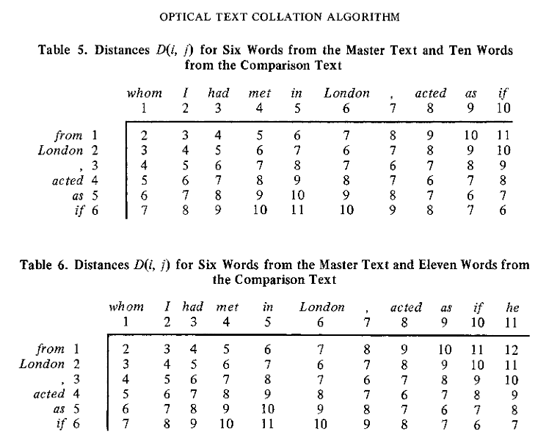 OPTICAL TEXT COLLATION ALGORITHM
Table 5. Distances D(i, j) for Six Words from the Master Text and Ten Words
from the Comparison Text
whom I had met in London , acted as if
1 2 3 4 5 6 7 8 9 10
from 1 2 3 4 5 6 7 8 9 10 11
London 2 3 4 5 6 7 6 7 8 9 10
, 3 4 5 6 7 8 7 6 7 8 9
acted 4 5 6 7 8 9 8 7 6 7 8
as 5 6 7 8 9 10 9 8 7 6 7
if 6 7 8 9 10 11 10 9 8 7 6
Table 6. Distances D(i, j) for Six Words from the Master Text and Eleven Words from
the Comparison Text
whom I had met in London , acted as if he
1 2 3 4 5 6 7 8 9 10 11
from 1 2 3 4 5 6 7 8 9 10 11 12
London 2 3 4 5 6 7 6 7 8 9 10 11
, 3 4 5 6 7 8 7 6 7 8 9 10
acted 4 5 6 7 8 9 8 7 6 7 8 9
as 5 6 7 8 9 10 9 8 7 6 7 8
if 6 7 8 9 10 11 10 9 8 7 6 7